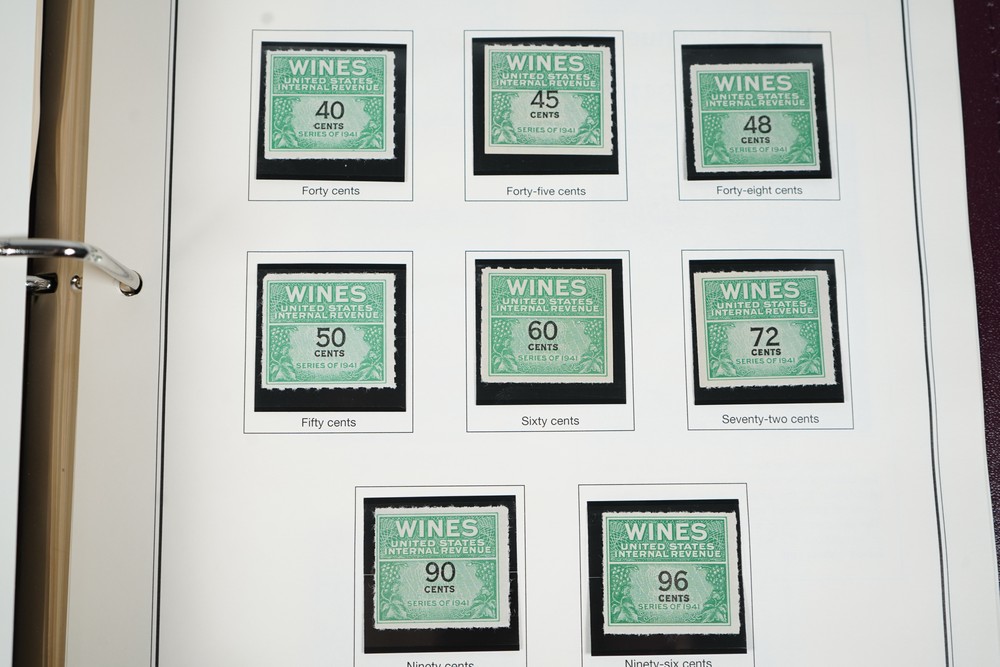 WINES
UNITED STATES
INTERNAL REVENUE
40
CENTS
SERIES OF 1941
Forty cents
WINES
UNITED STATES
INTERNAL REVENUE
45
CENTS
SERIES OF 1941
Forty-five cents
WINES
UNITED STATES
INTERNAL REVENUE
48
CENTS
SERIES OF 1941
Forty-eight cents
WINES
UNITED STATES
INTERNAL REVENUE
50
CENTS
SERIES OF 1941
Fifty cents
WINES
UNITED STATES
INTERNAL REVENUE
60
CENTS
SERIES OF 1941
Sixty cents
WINES
UNITED STATES
INTERNAL REVENUE
72
CENTS
SERIES OF 1941
Seventy-two cents
WINES
UNITED STATES
INTERNAL REVENUE
90
CENTS
SERIES OF 1941
Ninety cents
WINES
UNITED STATES
INTERNAL REVENUE
96
CENTS
SERIES OF 1941
Ninety-six cents